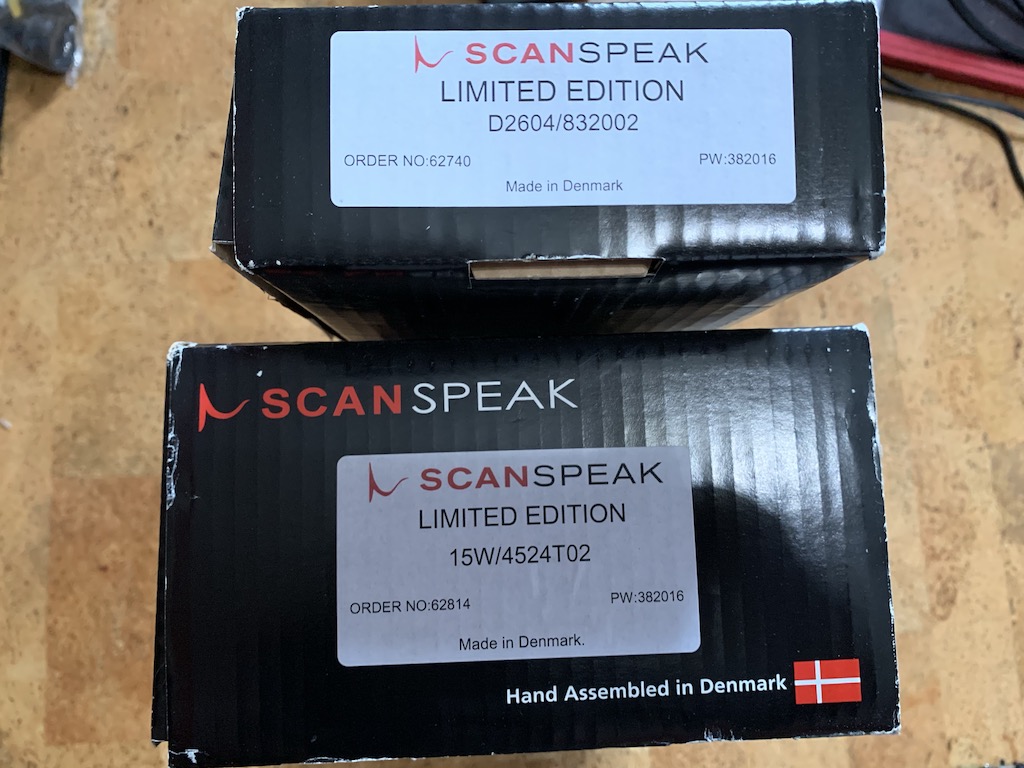 SCANSPEAK
LIMITED EDITION
D2604/832002
ORDER NO:62740 PW:382016
Made in Denmark
SCANSPEAK
SCANSPEAK
LIMITED EDITION
15W/4524T02
ORDER NO:62814 PW:382016
Made in Denmark.
Hand Assembled in Denmark